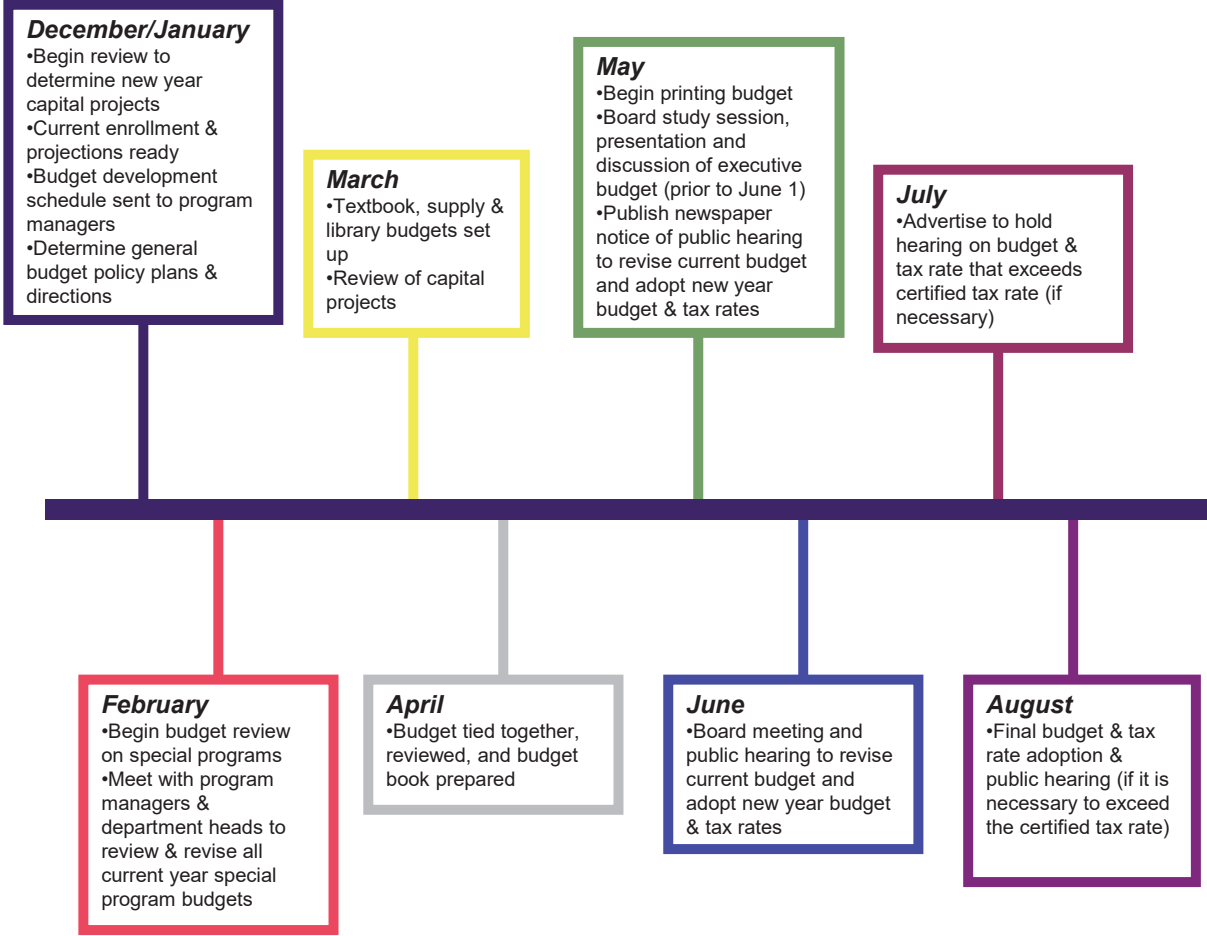 December/January
•Begin review to
determine new year
capital projects
•Current enrollment &
projections ready
•Budget development
schedule sent to program
managers
•Determine general
budget policy plans &
directions
February
•Begin budget review
on special programs
•Meet with program
managers &
department heads to
review & revise all
current year special
program budgets
March
•Textbook, supply &
library budgets set
up
•Review of capital
projects
April
•Budget tied together,
reviewed, and budget
book prepared
May
•Begin printing budget
•Board study session,
presentation and
discussion of executive
budget (prior to June 1)
•Publish newspaper
notice of public hearing
to revise current budget
and adopt new year
budget & tax rates
June
•Board meeting and
public hearing to revise
current budget and
adopt new year budget
& tax rates
July
•Advertise to hold
hearing on budget &
tax rate that exceeds
certified tax rate (if
necessary)
August
•Final budget & tax
rate adoption &
public hearing (if it is
necessary to exceed
the certified tax rate)